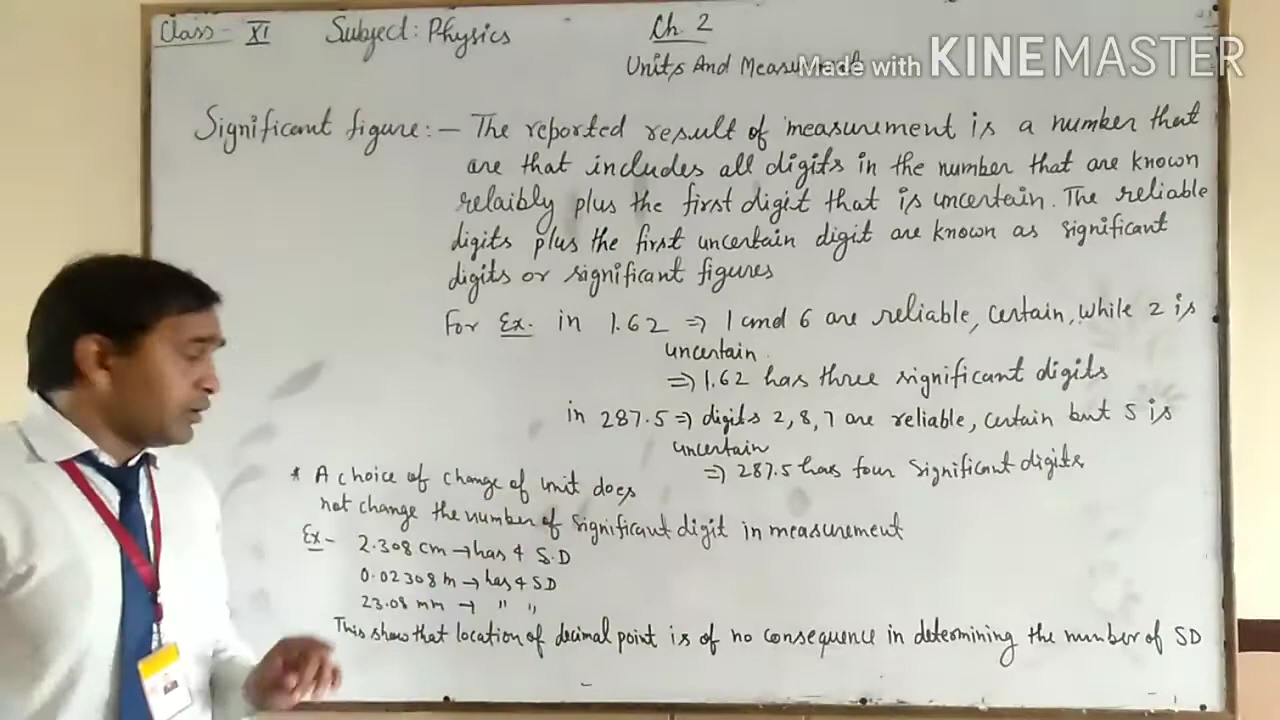 Class - XI Subject: Physics Ch. 2
Units And Measurement
Made with KINEMASTER
Significant figure:- The reported result of measurement is a number that
are that includes all digits in the number that are known
relaibly plus the first digit that is uncertain. The reliable
digits plus the first uncertain digit are known as significant
digits or significant figures
For Ex. in 1.62 ⇒ 1 and 6 are reliable, certain, while 2 is
uncertain.
⇒ 1.62 has three significant digits
in 287.5 ⇒ digits 2, 8, 7 are reliable, certain but 5 is
uncertain
⇒ 287.5 has four significant digits
* A choice of change of unit does
not change the number of significant digit in measurement
Ex- 2.308 cm → has 4 S.D
0.02308 m → has 4 SD
23.08 mm → " "
This show that location of decimal point is of no consequence in determining the number of SD